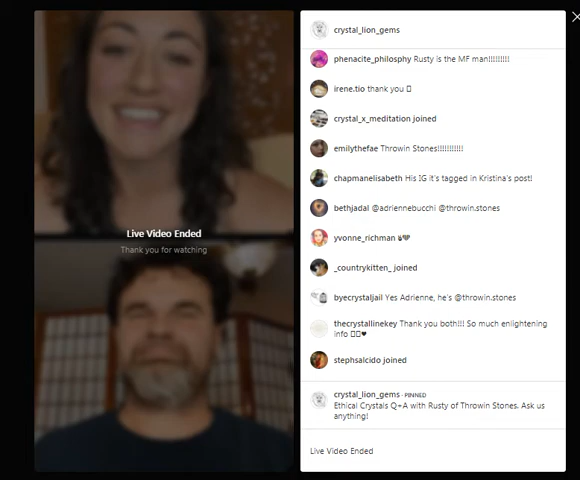 crystal_lion_gems
phenacite_philosphy Rusty is the MF man!!!!!!!!!
irene.tio thank you
crystal_x_meditation joined
emilythefae Throwin Stones!!!!!!!!!!!
chapmanelisabeth His IG it's tagged in Kristina's post!
bethjadal @adriennebucchi @throwin.stones
yvonne_richman
_countrykitten_ joined
byecrystaljail Yes Adrienne, he's @throwin.stones
thecrystallinekey Thank you both!!! So much enlightening
info
stephsalcido joined
crystal_lion_gems · PINNED
Ethical Crystals Q+A with Rusty of Throwin Stones. Ask us
anything!
Live Video Ended
Live Video Ended
Thank you for watching